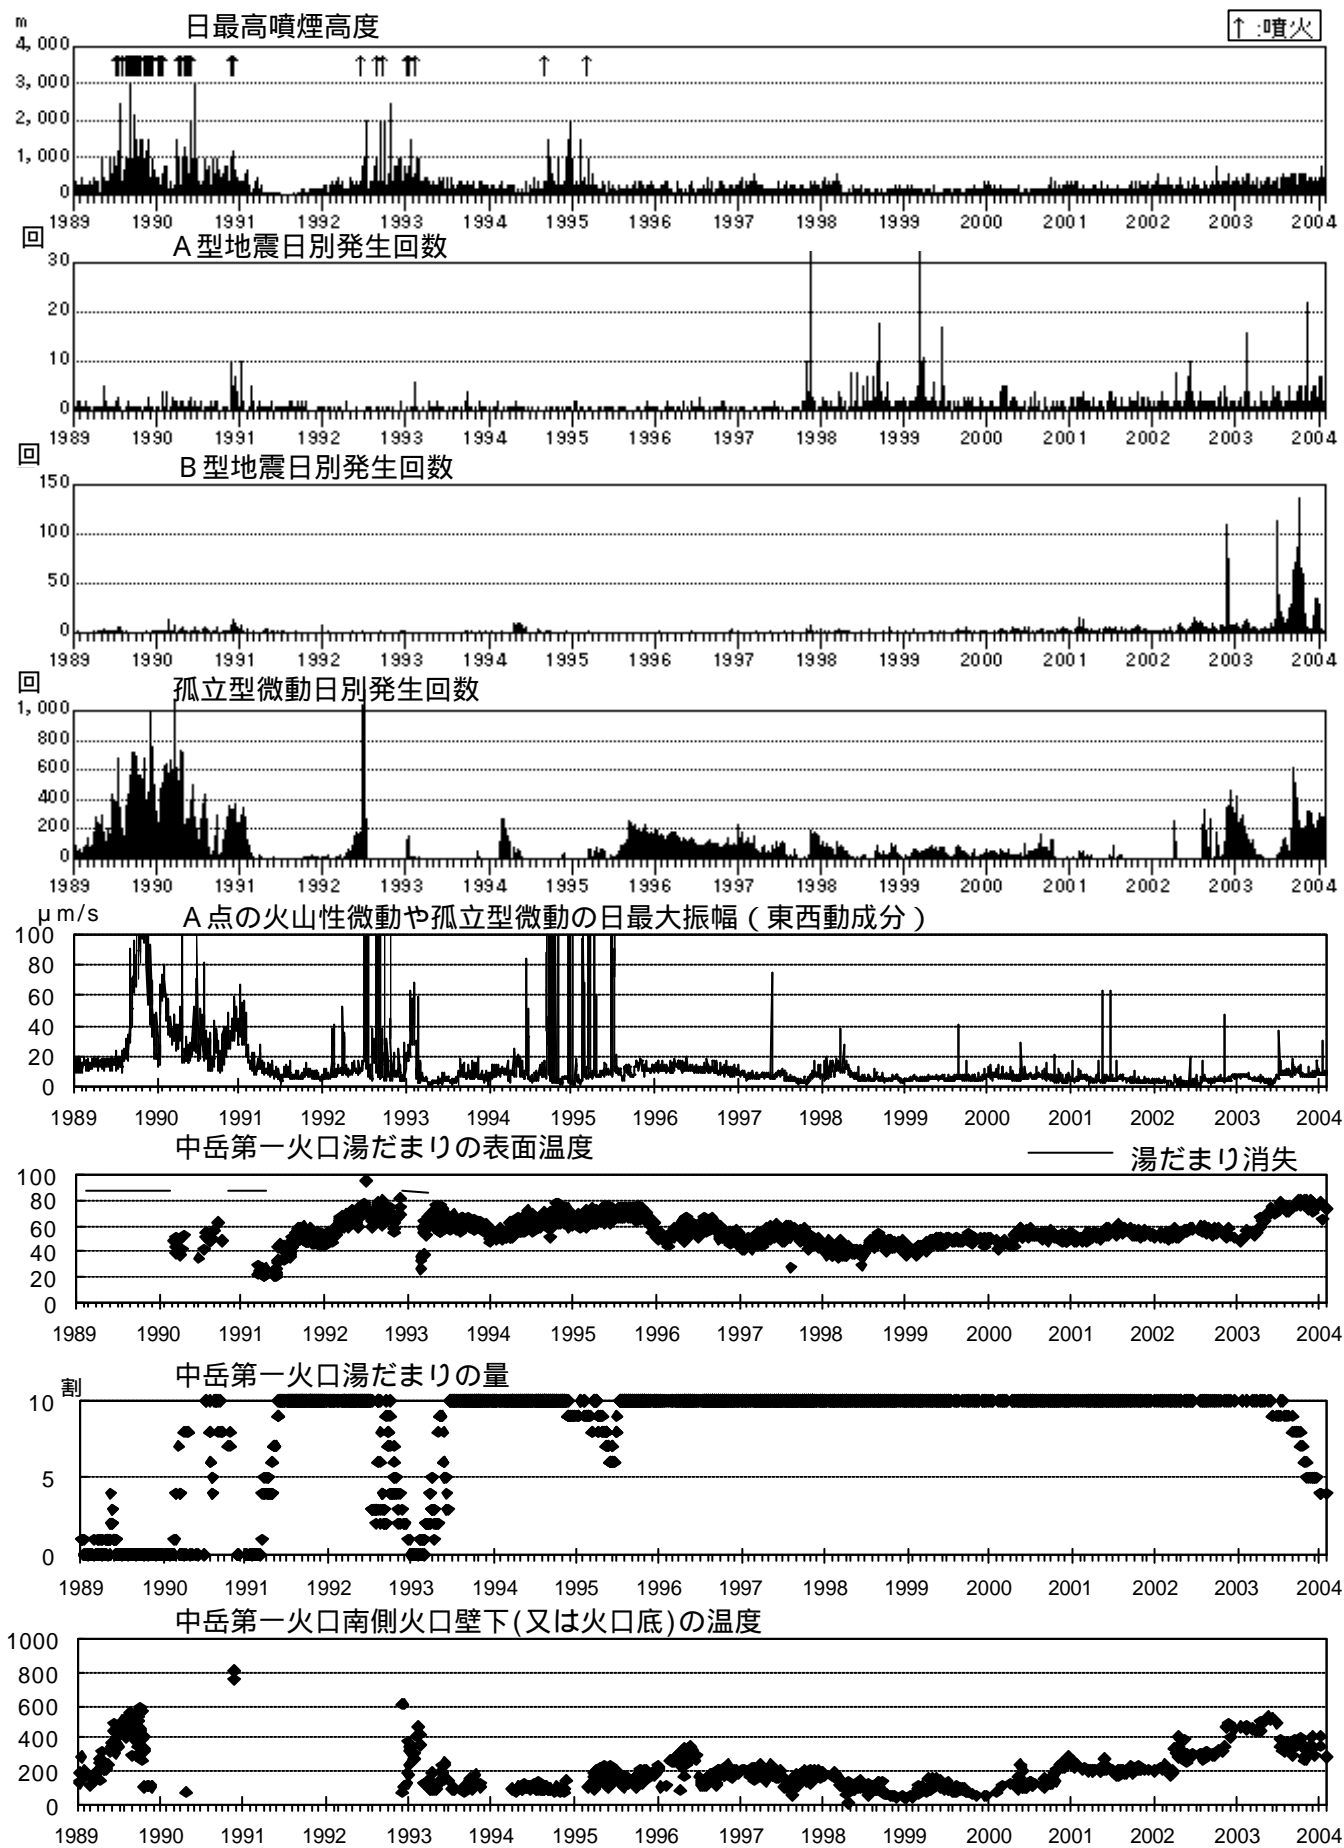 m
日最高噴煙高度
↑:噴火
4,000
3,000
2,000
1,000
0
1989 1990 1991 1992 1993 1994 1995 1996 1997 1998 1999 2000 2001 2002 2003 2004
回
A型地震日別発生回数
30
20
10
0
1989 1990 1991 1992 1993 1994 1995 1996 1997 1998 1999 2000 2001 2002 2003 2004
回
B型地震日別発生回数
150
100
50
0
1989 1990 1991 1992 1993 1994 1995 1996 1997 1998 1999 2000 2001 2002 2003 2004
回
孤立型微動日別発生回数
1,000
800
600
400
200
0
1989 1990 1991 1992 1993 1994 1995 1996 1997 1998 1999 2000 2001 2002 2003 2004
μm/s
A点の火山性微動や孤立型微動の日最大振幅(東西動成分)
100
80
60
40
20
0
1989 1990 1991 1992 1993 1994 1995 1996 1997 1998 1999 2000 2001 2002 2003 2004
中岳第一火口湯だまりの表面温度
湯だまり消失
100
80
60
40
20
0
1989 1990 1991 1992 1993 1994 1995 1996 1997 1998 1999 2000 2001 2002 2003 2004
中岳第一火口湯だまりの量
割
10
5
0
1989 1990 1991 1992 1993 1994 1995 1996 1997 1998 1999 2000 2001 2002 2003 2004
中岳第一火口南側火口壁下(又は火口底)の温度
1000
800
600
400
200
0
1989 1990 1991 1992 1993 1994 1995 1996 1997 1998 1999 2000 2001 2002 2003 2004